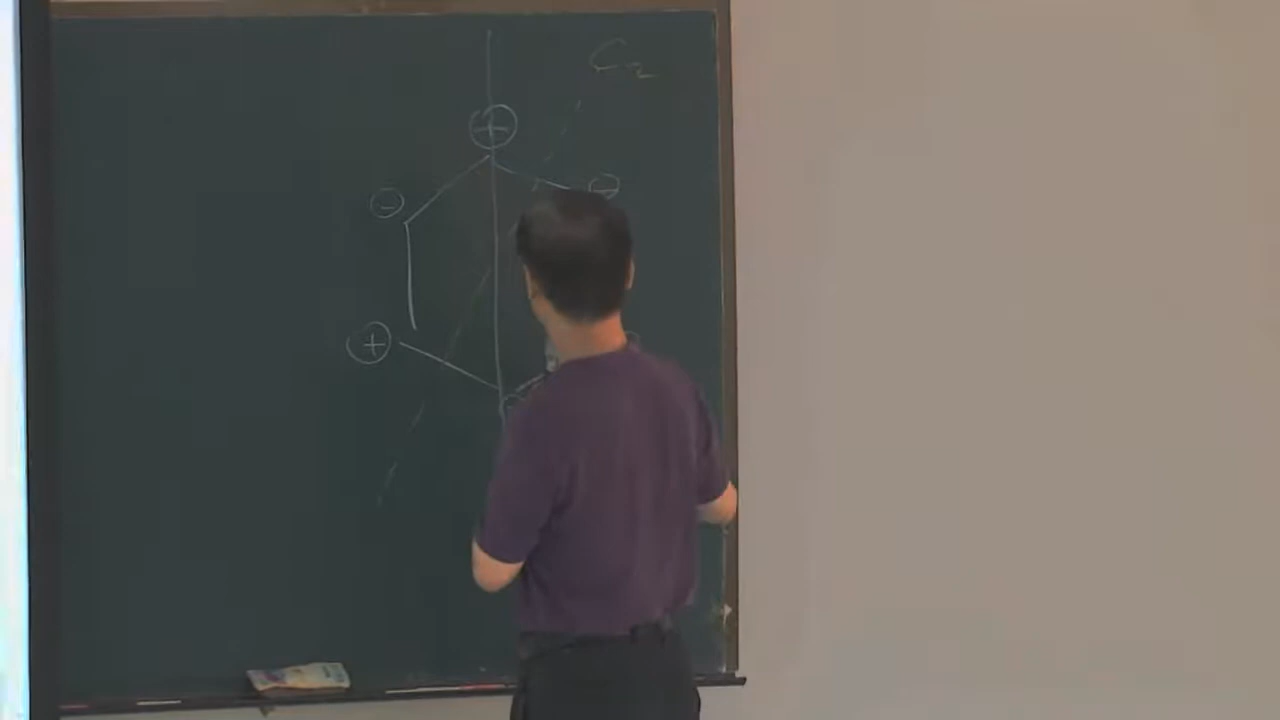 C₂
+
-
-
+